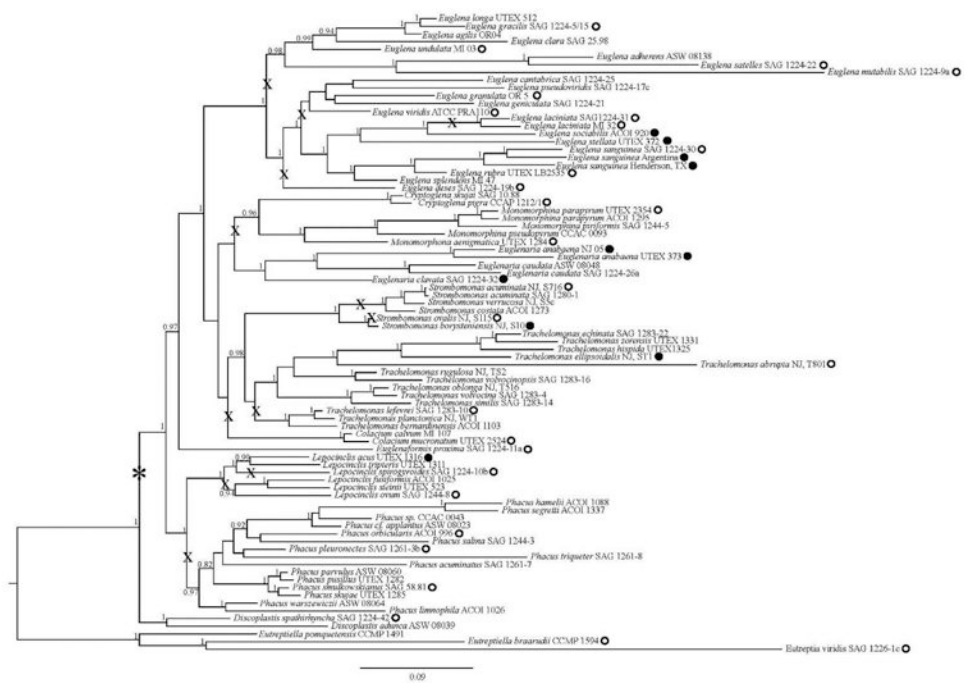 Euglena longa UTEX 512
Euglena gracilis SAG 1224-5/15
Euglena agilis OR04
Euglena clara SAG 25.98
Euglena undulata MI 03
Euglena adherens ASW 08138
Euglena satelles SAG 1224-22
Euglena mutabilis SAG 1224-9a
Euglena cantabrica SAG 1224-25
Euglena pseudoviridis SAG 1224-17c
Euglena granulata OR 5
Euglena geniculata SAG 1224-21
Euglena viridis ATCC PRA110
Euglena laciniata SAG1224-31
Euglena laciniata MI 32
Euglena sociabilis ACOI 920
Euglena stellata UTEX 372
Euglena sanguinea SAG 1224-30
Euglena sanguinea Argentina
Euglena sanguinea Henderson, TX
Euglena rubra UTEX LB2535
Euglena splendens MI 47
Euglena deses SAG 1224-19b
Cryptoglena skujai SAG 10.88
Cryptoglena pigra CCAP 1212/1
Monomorphina parapyrum UTEX 2354
Monomorphina parapyrum ACOI 1295
Monomorphina pyriformis SAG 1244-5
Monomorphina pseudopyrum CCAC 0093
Monomorphona aenigmatica UTEX 1284
Euglenaria anabaena NJ 05
Euglenaria anabaena UTEX 373
Euglenaria caudata ASW 08048
Euglenaria caudata SAG 1224-26a
Euglenaria clavata SAG 1224-32
Strombomonas acuminata NJ, S716
Strombomonas acuminata SAG 1280-1
Strombomonas verrucosa NJ, S5c
Strombomonas costata ACOI 1273
Strombomonas ovalis NJ, S115
Strombomonas borysteniensis NJ, S10
Trachelomonas echinata SAG 1283-22
Trachelomonas zorensis UTEX 1331
Trachelomonas hispida UTEX1325
Trachelomonas ellipsoidalis NJ, ST1
Trachelomonas abrupta NJ, T801
Trachelomonas rugulosa NJ, TS2
Trachelomonas volvocinopsis SAG 1283-16
Trachelomonas oblonga NJ, T516
Trachelomonas volvocina SAG 1283-4
Trachelomonas similis SAG 1283-14
Trachelomonas lefevrei SAG 1283-10
Trachelomonas planctonica NJ, WT1
Trachelomonas bernardinensis ACOI 1103
Colacium calvum MI 107
Colacium mucronatum UTEX 2524
Euglenaformis proxima SAG 1224-11a
Lepocinclis acus UTEX 1316
Lepocinclis tripteris UTEX 1311
Lepocinclis spirogyroides SAG 1224-10b
Lepocinclis fusiformis ACOI 1025
Lepocinclis steinii UTEX 523
Lepocinclis ovum SAG 1244-8
Phacus hamelii ACOI 1088
Phacus segretii ACOI 1337
Phacus sp. CCAC 0043
Phacus cf. applantus ASW 08023
Phacus orbicularis ACOI 996
Phacus salina SAG 1244-3
Phacus pleuronectes SAG 1261-3b
Phacus triqueter SAG 1261-8
Phacus acuminatus SAG 1261-7
Phacus parvulus ASW 08060
Phacus pusillus UTEX 1282
Phacus smulkowskianus SAG 58.81
Phacus skujae UTEX 1285
Phacus warszewiczii ASW 08064
Phacus limnophila ACOI 1026
Discoplastis spathirhyncha SAG 1224-42
Discoplastis adunca ASW 08039
Eutreptiella pomquetensis CCMP 1491
Eutreptiella braarudii CCMP 1594
Eutreptia viridis SAG 1226-1c
0.09